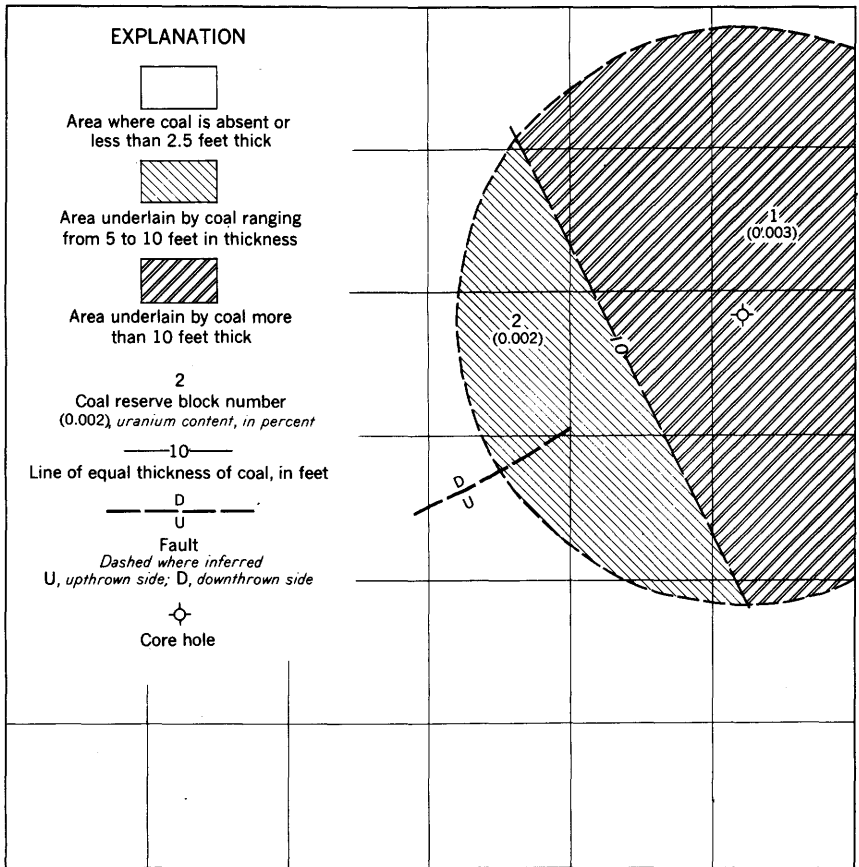 EXPLANATION
Area where coal is absent or
less than 2.5 feet thick
Area underlain by coal ranging
from 5 to 10 feet in thickness
Area underlain by coal more
than 10 feet thick
2
Coal reserve block number
(0.002), uranium content, in percent
10
Line of equal thickness of coal, in feet
D
U
Fault
Dashed where inferred
U, upthrown side; D, downthrown side
Core hole
1
(0.003)
2
(0.002)
10
D
U